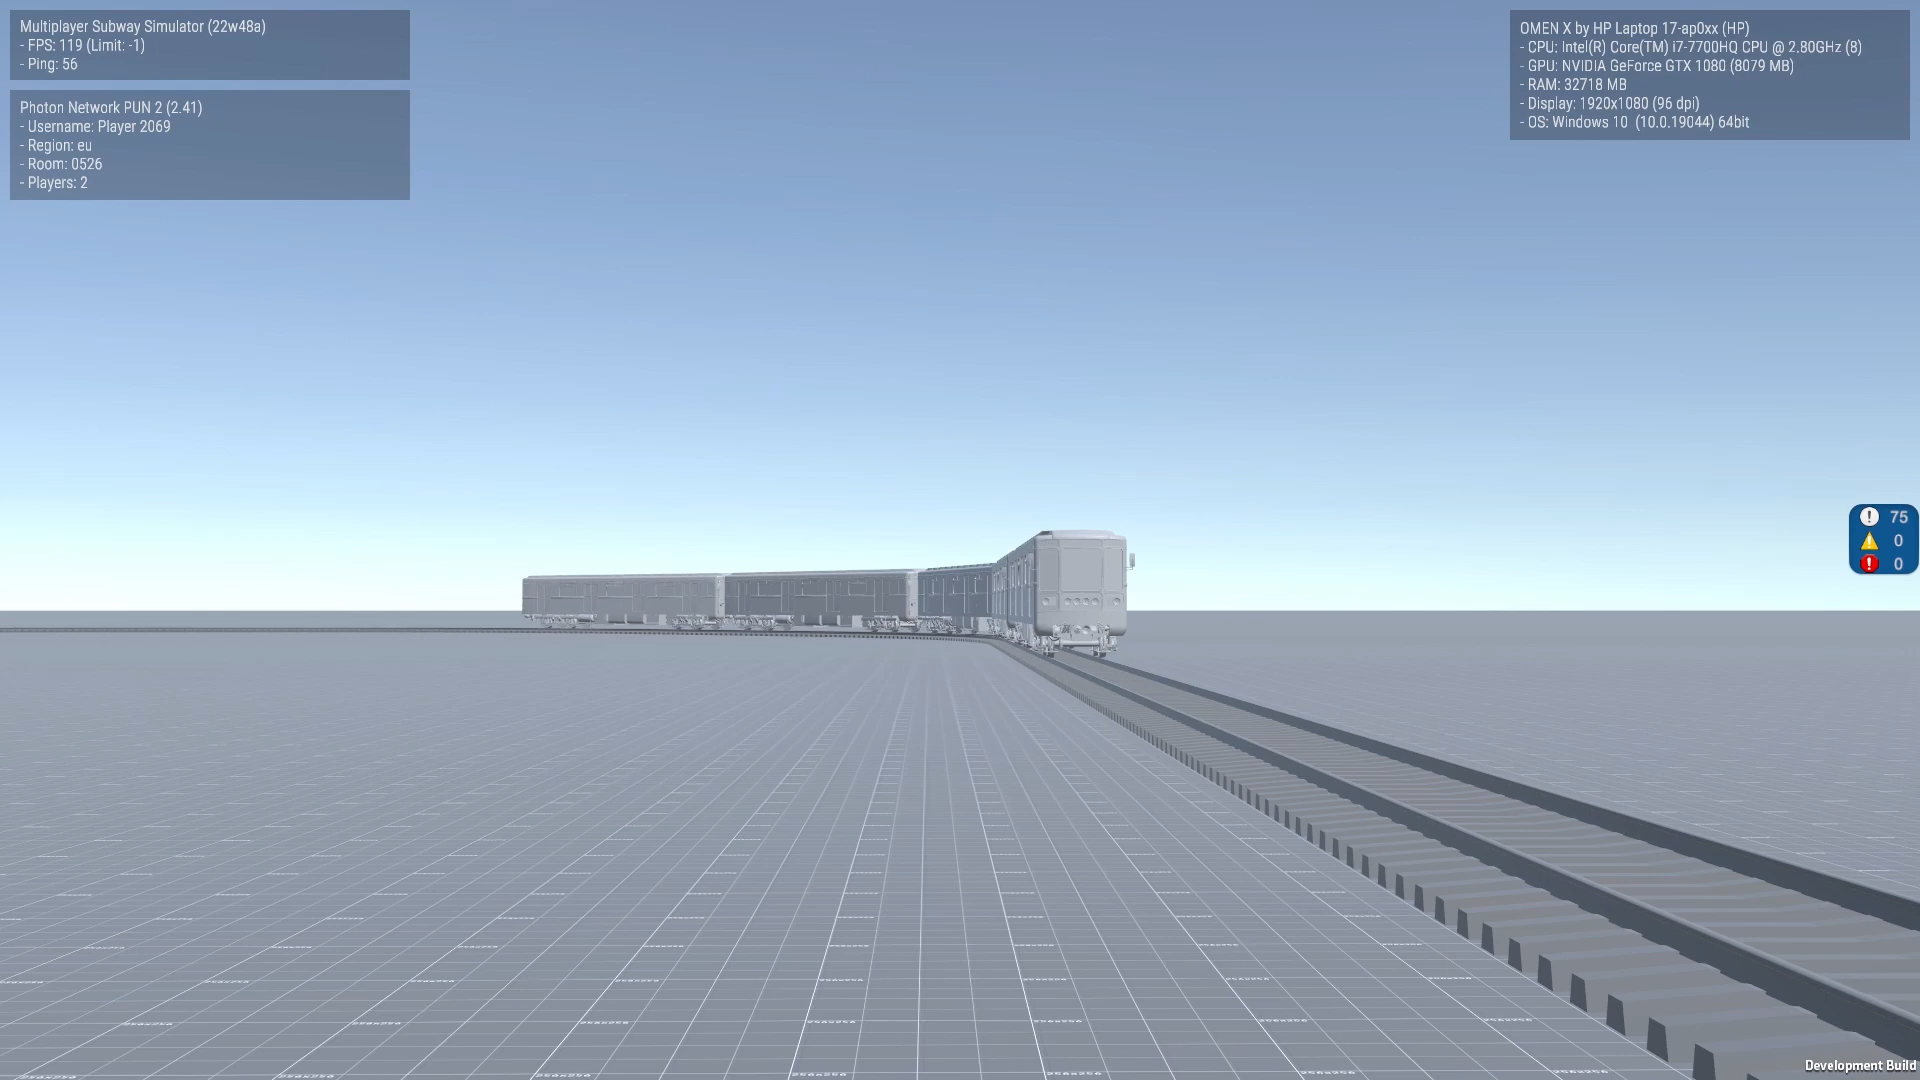 Multiplayer Subway Simulator (22w48a)
- FPS: 119 (Limit: -1)
- Ping: 56
Photon Network PUN 2 (2.41)
- Username: Player 2069
- Region: eu
- Room: 0526
- Players: 2
OMEN X by HP Laptop 17-ap0xx (HP)
- CPU: Intel(R) Core(TM) i7-7700HQ CPU @ 2.80GHz (8)
- GPU: NVIDIA GeForce GTX 1080 (8079 MB)
- RAM: 32718 MB
- Display: 1920x1080 (96 dpi)
- OS: Windows 10 (10.0.19044) 64bit
! 75
! 0
! 0
Development Build